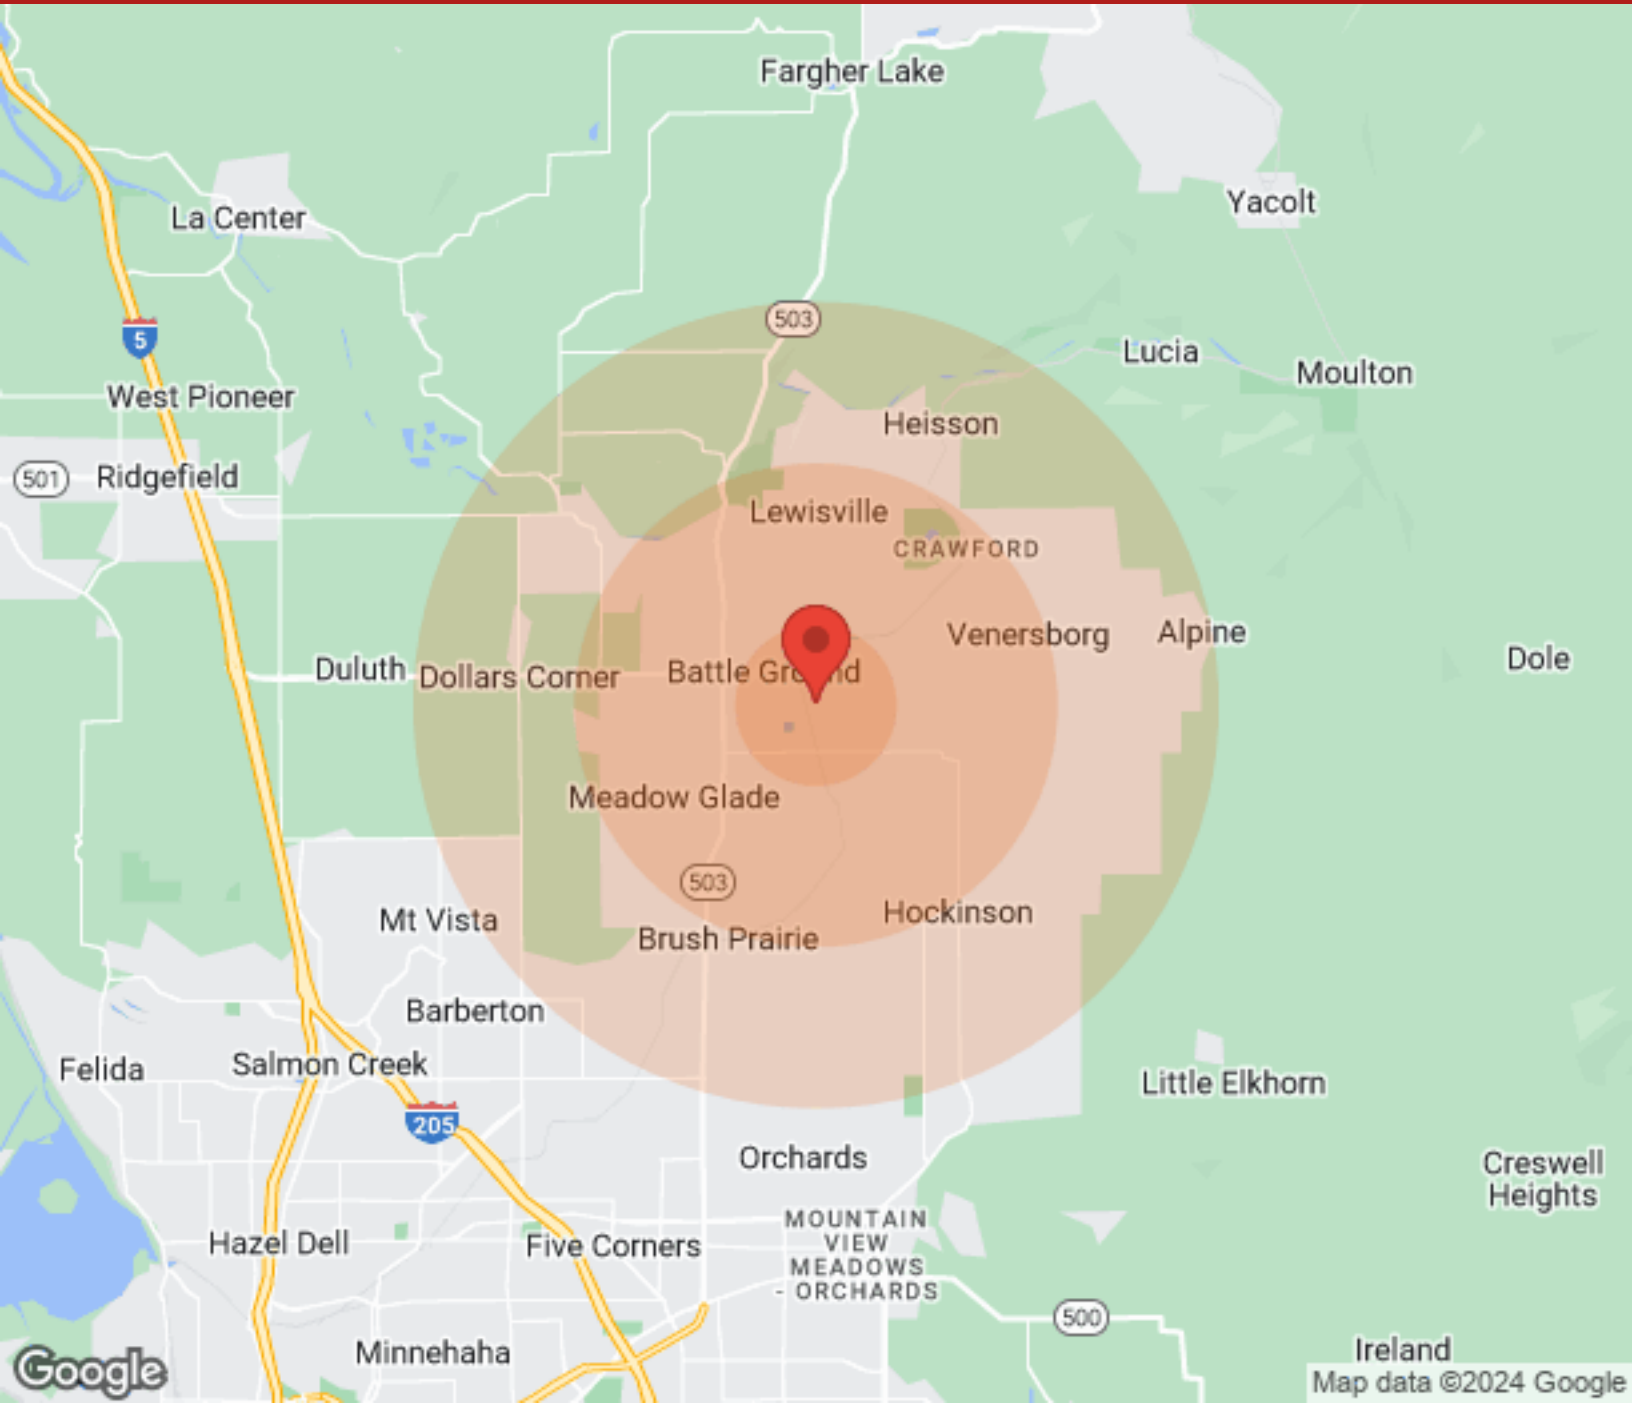 Fargher Lake
Yacolt
La Center
503
5
Lucia
Moulton
West Pioneer
Heisson
501
Ridgefield
Lewisville
CRAWFORD
Venersborg
Alpine
Dole
Duluth
Dollars Corner
Meadow Glade
503
Mt Vista
Hockinson
Brush Prairie
Barberton
Felida
Salmon Creek
Little Elkhorn
205
Orchards
Creswell
Heights
MOUNTAIN
VIEW
MEADOWS
- ORCHARDS
Hazel Dell
Five Corners
500
Minnehaha
Ireland
Google
Map data ©2024 Google
Battle Ground